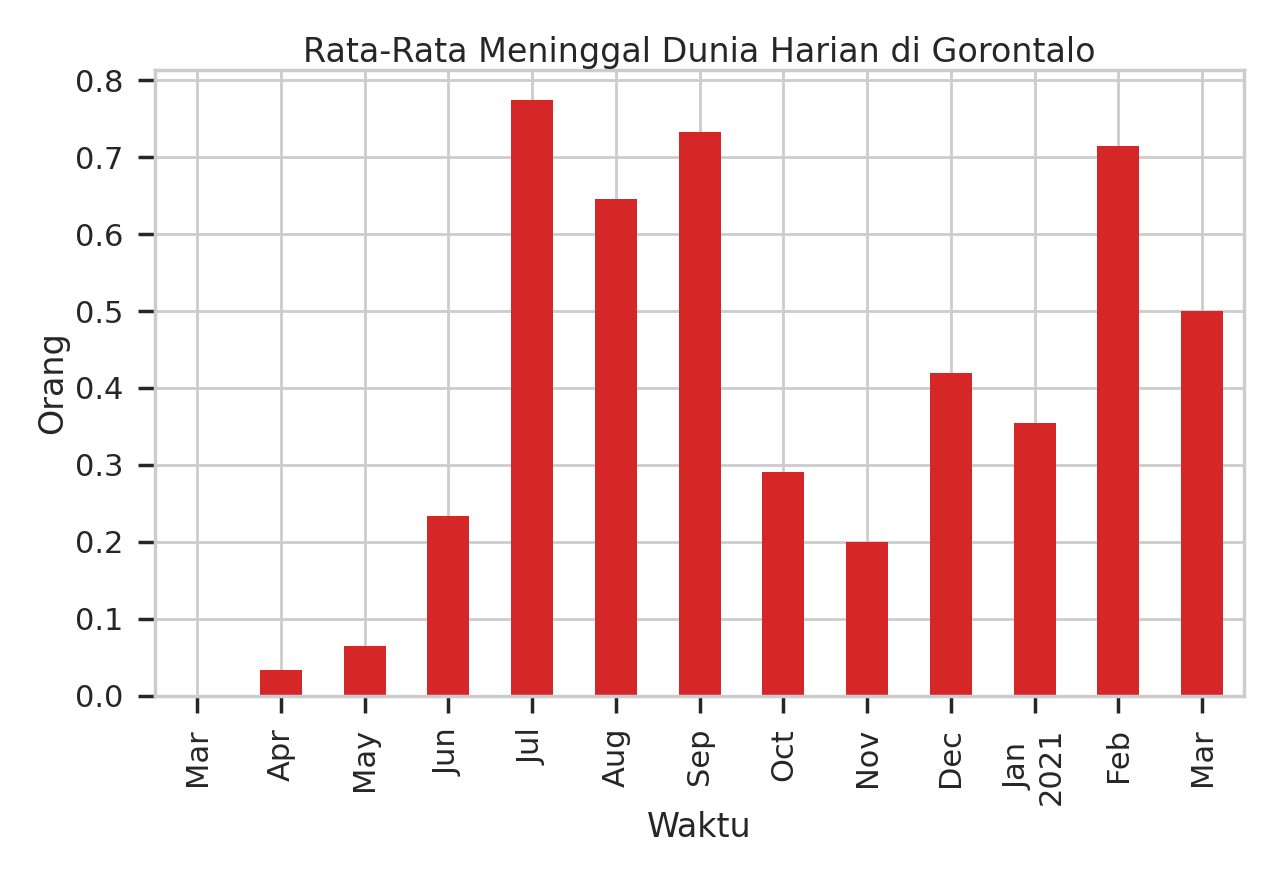 Rata-Rata Meninggal Dunia Harian di Gorontalo
0.8
0.7
0.6
0.5
0.4
0.3
0.2
0.1
0.0
Orang
Mar
Apr
May
Jun
Jul
Aug
Sep
Oct
Nov
Dec
Jan
2021
Feb
Mar
Waktu